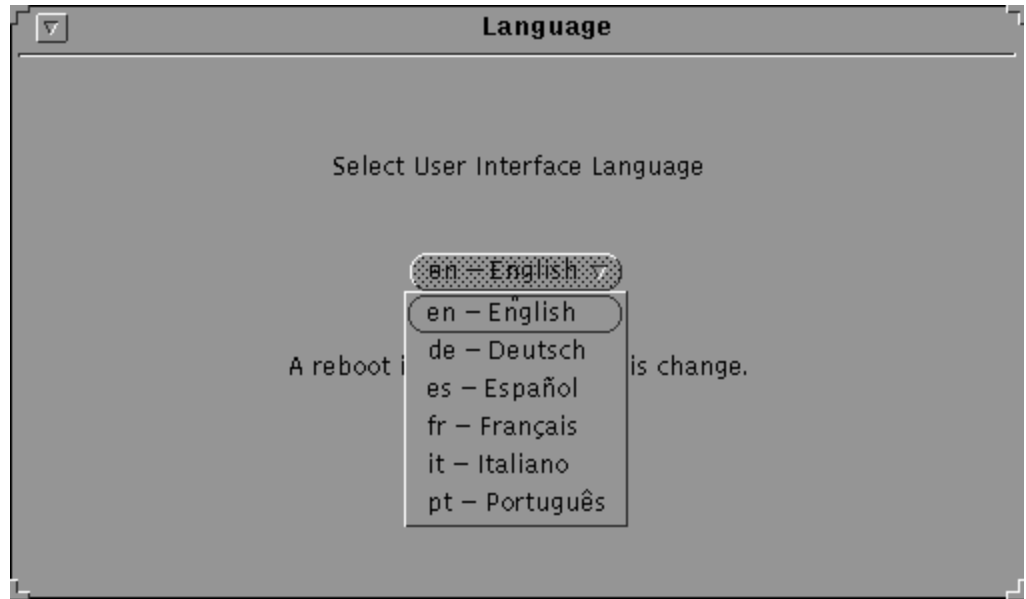 Language
Select User Interface Language
en – English
en – English
de – Deutsch
A reboot i is change.
es – Español
fr – Français
it – Italiano
pt – Português